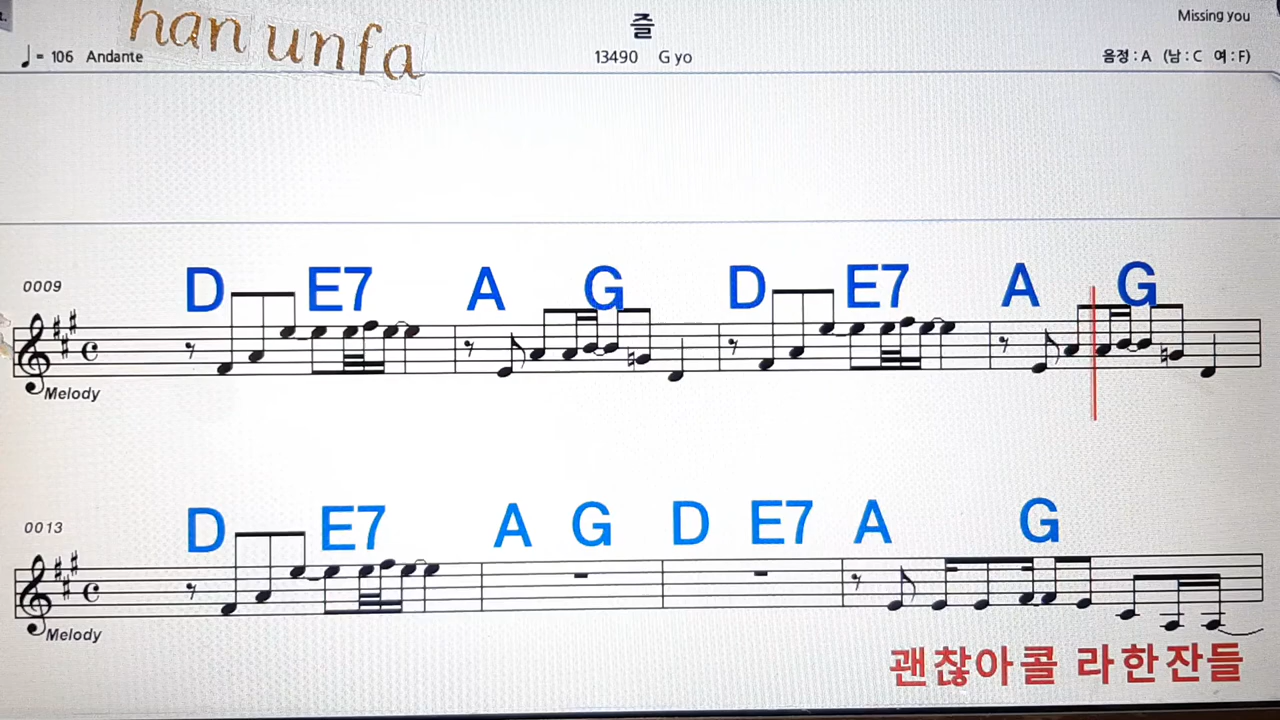 han unfa
즐
Missing you
♩= 106 Andante
13490 G yo
음정 : A (남 : C 여 : F)
D E7 A G D E7 A G
0009
Melody
D E7 A G D E7 A G
0013
Melody
괜찮아콜 라한잔들